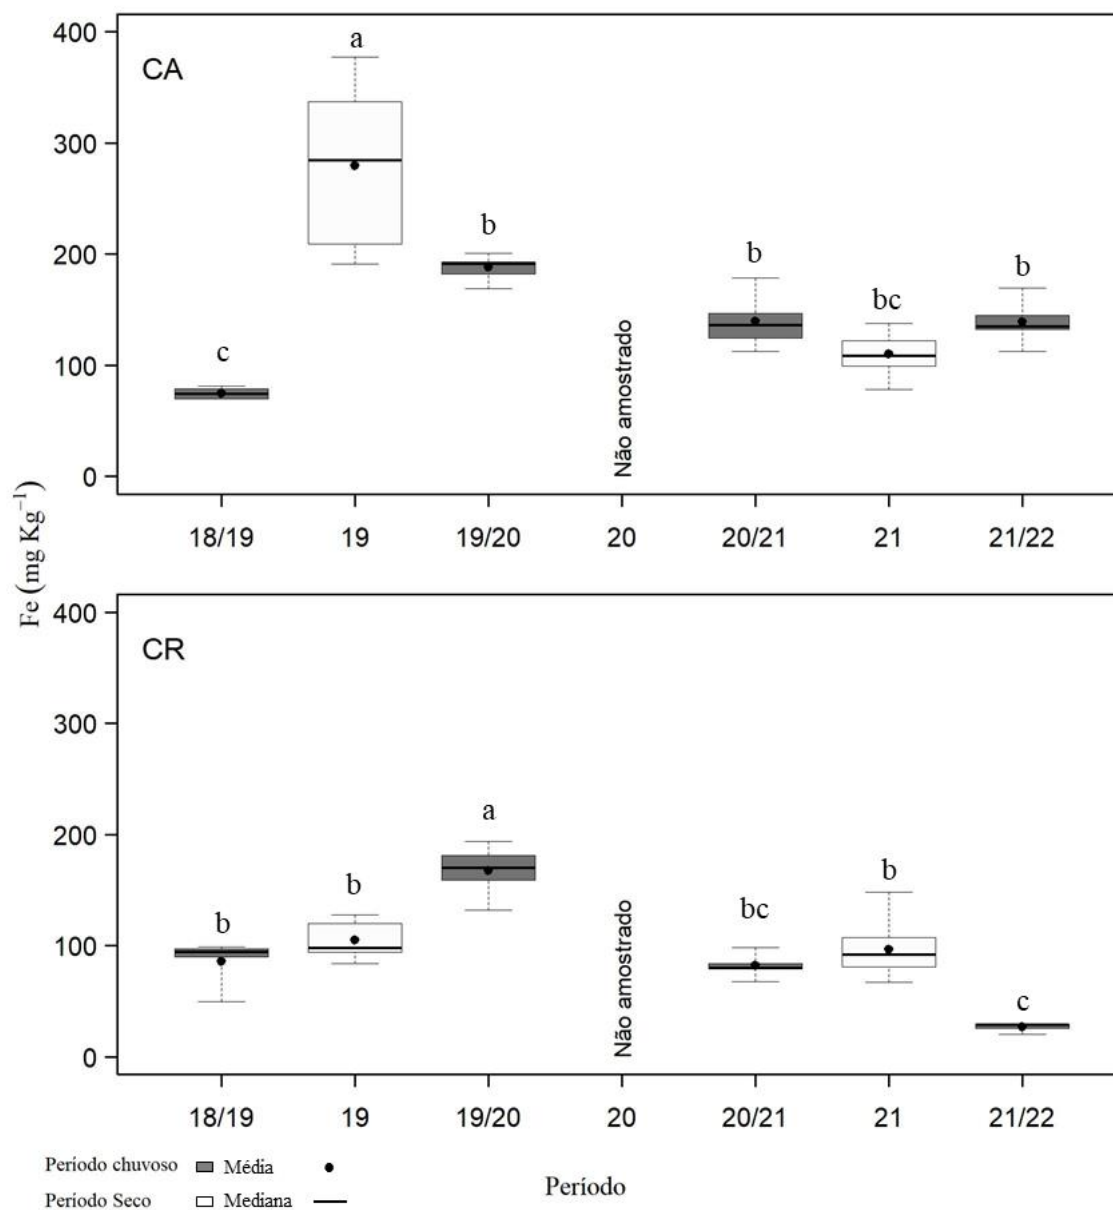 Fe (mg Kg⁻¹)
400
300
200
100
0
CA
c
a
b
b
bc
b
Não amostrado
18/19 19 19/20 20 20/21 21 21/22
400
300
200
100
0
CR
b
b
a
bc
b
c
Não amostrado
18/19 19 19/20 20 20/21 21 21/22
Período
Período chuvoso Média
Período Seco Mediana